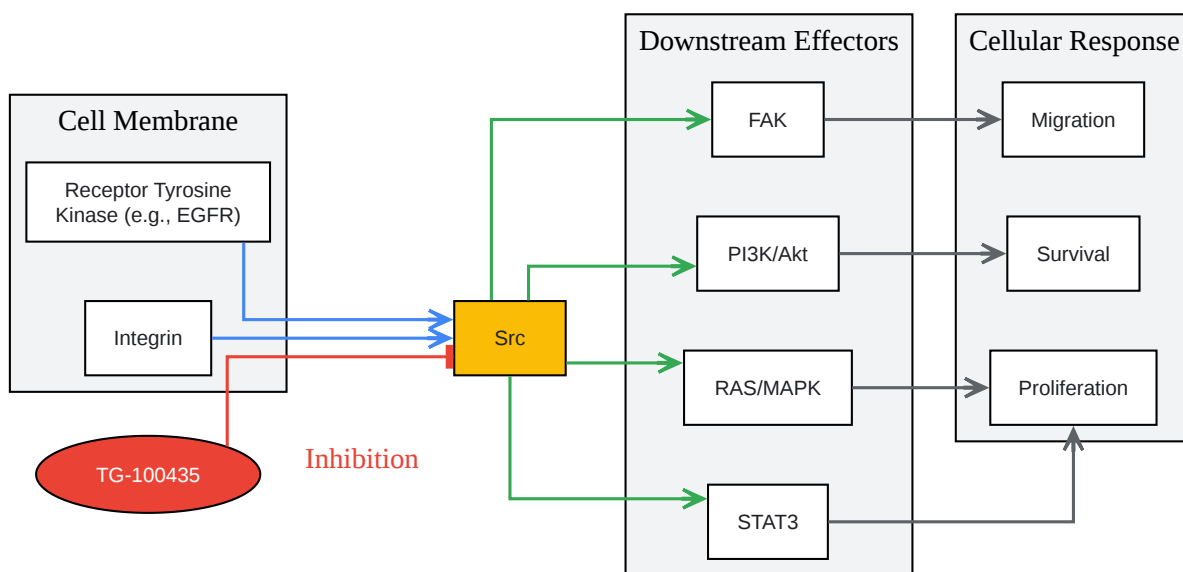 Cell Membrane
Receptor Tyrosine
Kinase (e.g., EGFR)
Integrin
TG-100435
Inhibition
Src
Downstream Effectors
FAK
PI3K/Akt
RAS/MAPK
STAT3
Cellular Response
Migration
Survival
Proliferation